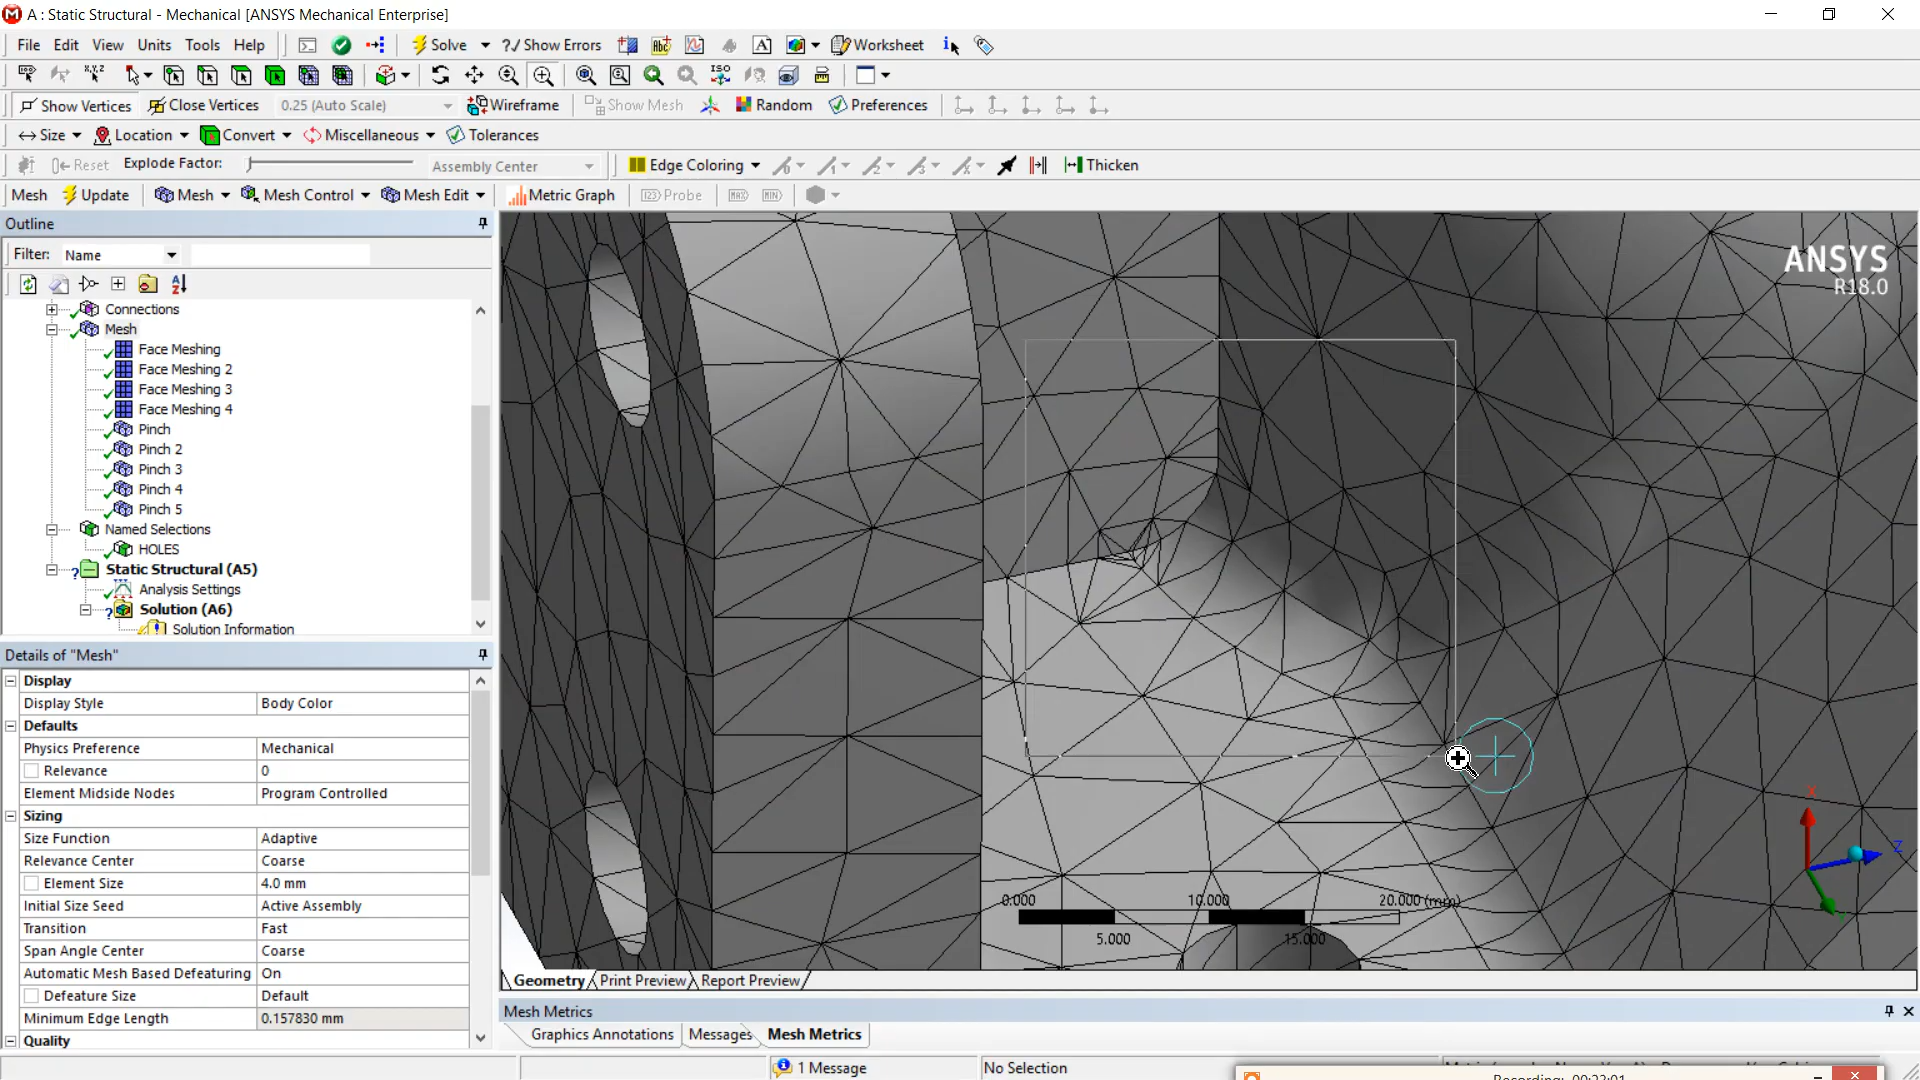 A : Static Structural - Mechanical [ANSYS Mechanical Enterprise]
File Edit View Units Tools Help Solve ?/ Show Errors Worksheet
ISO
Show Vertices Close Vertices 0.25 (Auto Scale) Wireframe Show Mesh Random Preferences
Size Location Convert Miscellaneous Tolerances
Reset Explode Factor: Assembly Center Edge Coloring Thicken
Mesh Update Mesh Mesh Control Mesh Edit Metric Graph Probe MAX MIN
Outline
Filter: Name
Connections
Mesh
Face Meshing
Face Meshing 2
Face Meshing 3
Face Meshing 4
Pinch
Pinch 2
Pinch 3
Pinch 4
Pinch 5
Named Selections
HOLES
Static Structural (A5)
Analysis Settings
Solution (A6)
Solution Information
Details of "Mesh"
Display
Display Style Body Color
Defaults
Physics Preference Mechanical
Relevance 0
Element Midside Nodes Program Controlled
Sizing
Size Function Adaptive
Relevance Center Coarse
Element Size 4.0 mm
Initial Size Seed Active Assembly
Transition Fast
Span Angle Center Coarse
Automatic Mesh Based Defeaturing On
Defeature Size Default
Minimum Edge Length 0.157830 mm
Quality
ANSYS
R18.0
X
Z
Y
0.000 10.000 20.000 (mm)
5.000 15.000
Geometry Print Preview Report Preview
Mesh Metrics
Graphics Annotations Messages Mesh Metrics
1 Message No Selection
Recording: 00:22:01